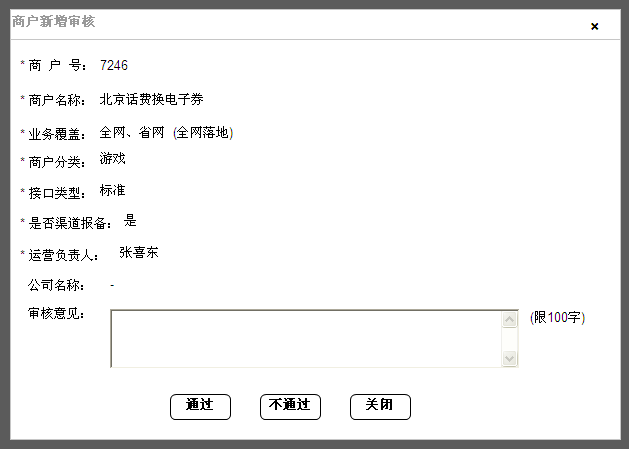 商户新增审核
×
* 商 户 号： 7246
* 商户名称： 北京话费换电子券
* 业务覆盖： 全网、省网 (全网落地)
* 商户分类： 游戏
* 接口类型： 标准
* 是否渠道报备： 是
* 运营负责人： 张喜东
公司名称： -
审核意见： (限100字)
通过 不通过 关闭